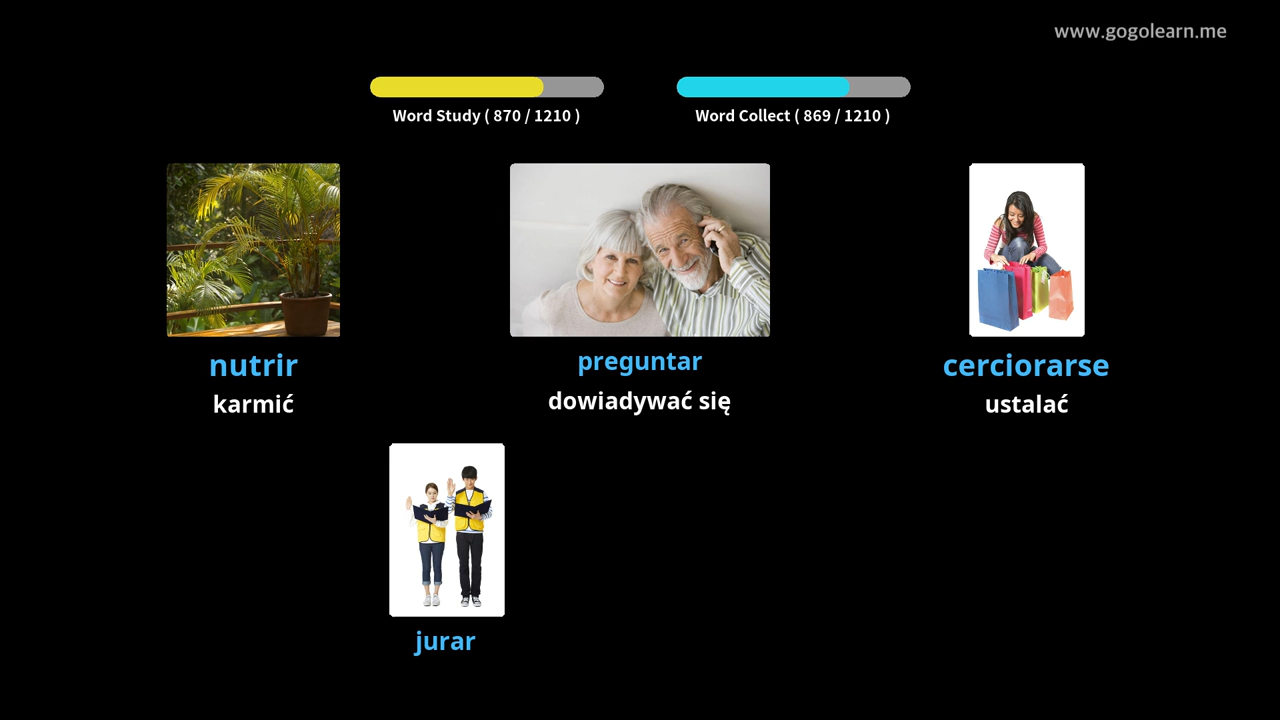 www.gogolearn.me
Word Study ( 870 / 1210 )
Word Collect ( 869 / 1210 )
nutrir
karmić
preguntar
dowiadywać się
cerciorarse
ustalać
jurar